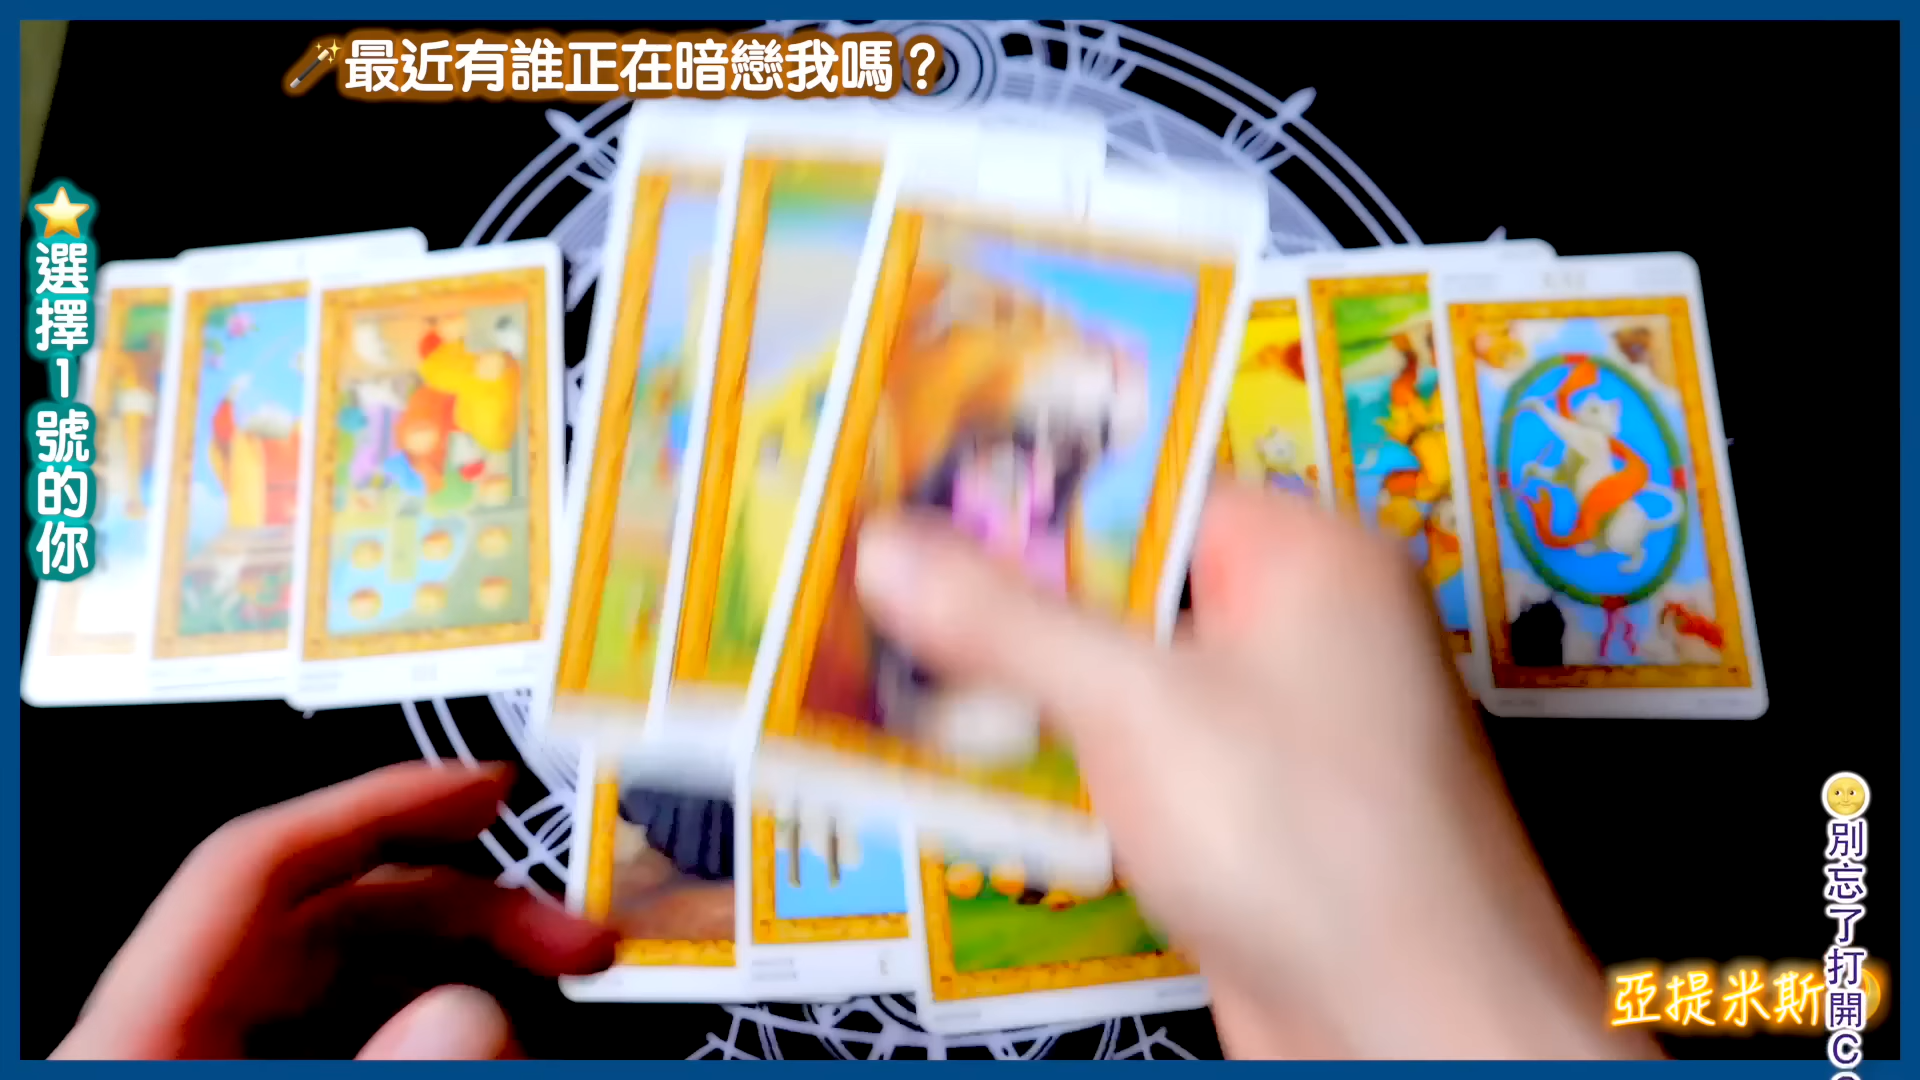 🪄最近有誰正在暗戀我嗎？
⭐選擇1號的你
🌝別忘了打開C
亞提米斯